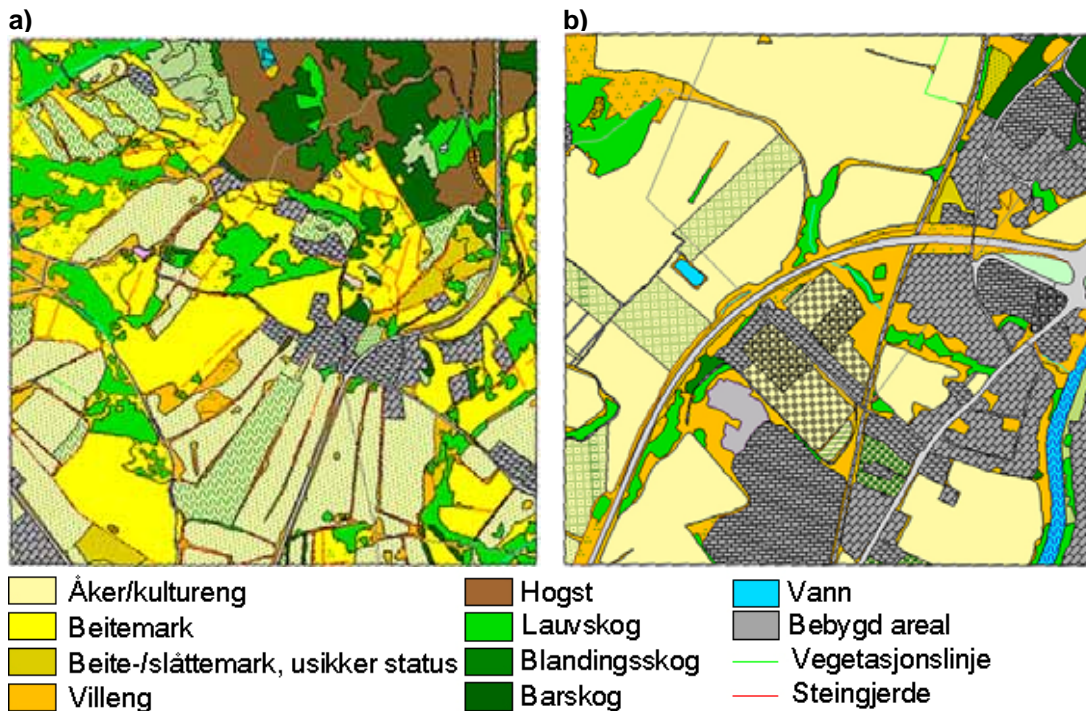 a)
b)
Åker/kultureng
Beitemark
Beite-/slåttemark, usikker status
Villeng
Hogst
Lauvskog
Blandingsskog
Barskog
Vann
Bebygd areal
Vegetasjonslinje
Steingjerde